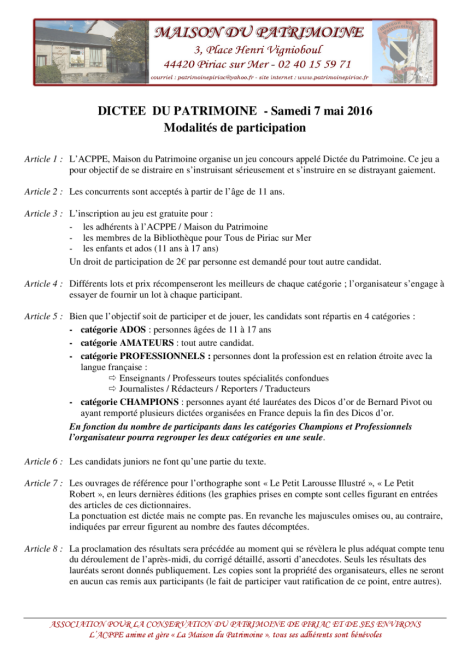 MAISON DU PATRIMOINE
3, Place Henri Vignioboul
44420 Piriac sur Mer - 02 40 15 59 71
courriel : patrimoinepiriac@yahoo.fr - site internet : www.patrimoinepiriac.fr
DICTEE DU PATRIMOINE - Samedi 7 mai 2016
Modalités de participation
Article 1 : L'ACPPE, Maison du Patrimoine organise un jeu concours appelé Dictée du Patrimoine. Ce jeu a
pour objectif de se distraire en s'instruisant sérieusement et s'instruire en se distrayant gaiement.
Article 2 : Les concurrents sont acceptés à partir de l'âge de 11 ans.
Article 3 : L'inscription au jeu est gratuite pour :
- les adhérents à l'ACPPE / Maison du Patrimoine
- les membres de la Bibliothèque pour Tous de Piriac sur Mer
- les enfants et ados (11 ans à 17 ans)
Un droit de participation de 2€ par personne est demandé pour tout autre candidat.
Article 4 : Différents lots et prix récompenseront les meilleurs de chaque catégorie ; l'organisateur s'engage à
essayer de fournir un lot à chaque participant.
Article 5 : Bien que l'objectif soit de participer et de jouer, les candidats sont répartis en 4 catégories :
- catégorie ADOS : personnes âgées de 11 à 17 ans
- catégorie AMATEURS : tout autre candidat.
- catégorie PROFESSIONNELS : personnes dont la profession est en relation étroite avec la
langue française :
⇨ Enseignants / Professeurs toutes spécialités confondues
⇨ Journalistes / Rédacteurs / Reporters / Traducteurs
- catégorie CHAMPIONS : personnes ayant été lauréates des Dicos d'or de Bernard Pivot ou
ayant remporté plusieurs dictées organisées en France depuis la fin des Dicos d'or.
En fonction du nombre de participants dans les catégories Champions et Professionnels
l'organisateur pourra regrouper les deux catégories en une seule.
Article 6 : Les candidats juniors ne font qu'une partie du texte.
Article 7 : Les ouvrages de référence pour l'orthographe sont « Le Petit Larousse Illustré », « Le Petit
Robert », en leurs dernières éditions (les graphies prises en compte sont celles figurant en entrées
des articles de ces dictionnaires.
La ponctuation est dictée mais ne compte pas. En revanche les majuscules omises ou, au contraire,
indiquées par erreur figurent au nombre des fautes décomptées.
Article 8 : La proclamation des résultats sera précédée au moment qui se révèlera le plus adéquat compte tenu
du déroulement de l'après-midi, du corrigé détaillé, assorti d'anecdotes. Seuls les résultats des
lauréats seront donnés publiquement. Les copies sont la propriété des organisateurs, elles ne seront
en aucun cas remis aux participants (le fait de participer vaut ratification de ce point, entre autres).
ASSOCIATION POUR LA CONSERVATION DU PATRIMOINE DE PIRIAC ET DE SES ENVIRONS
L'ACPPE anime et gère « La Maison du Patrimoine ». tous ses adhérents sont bénévoles